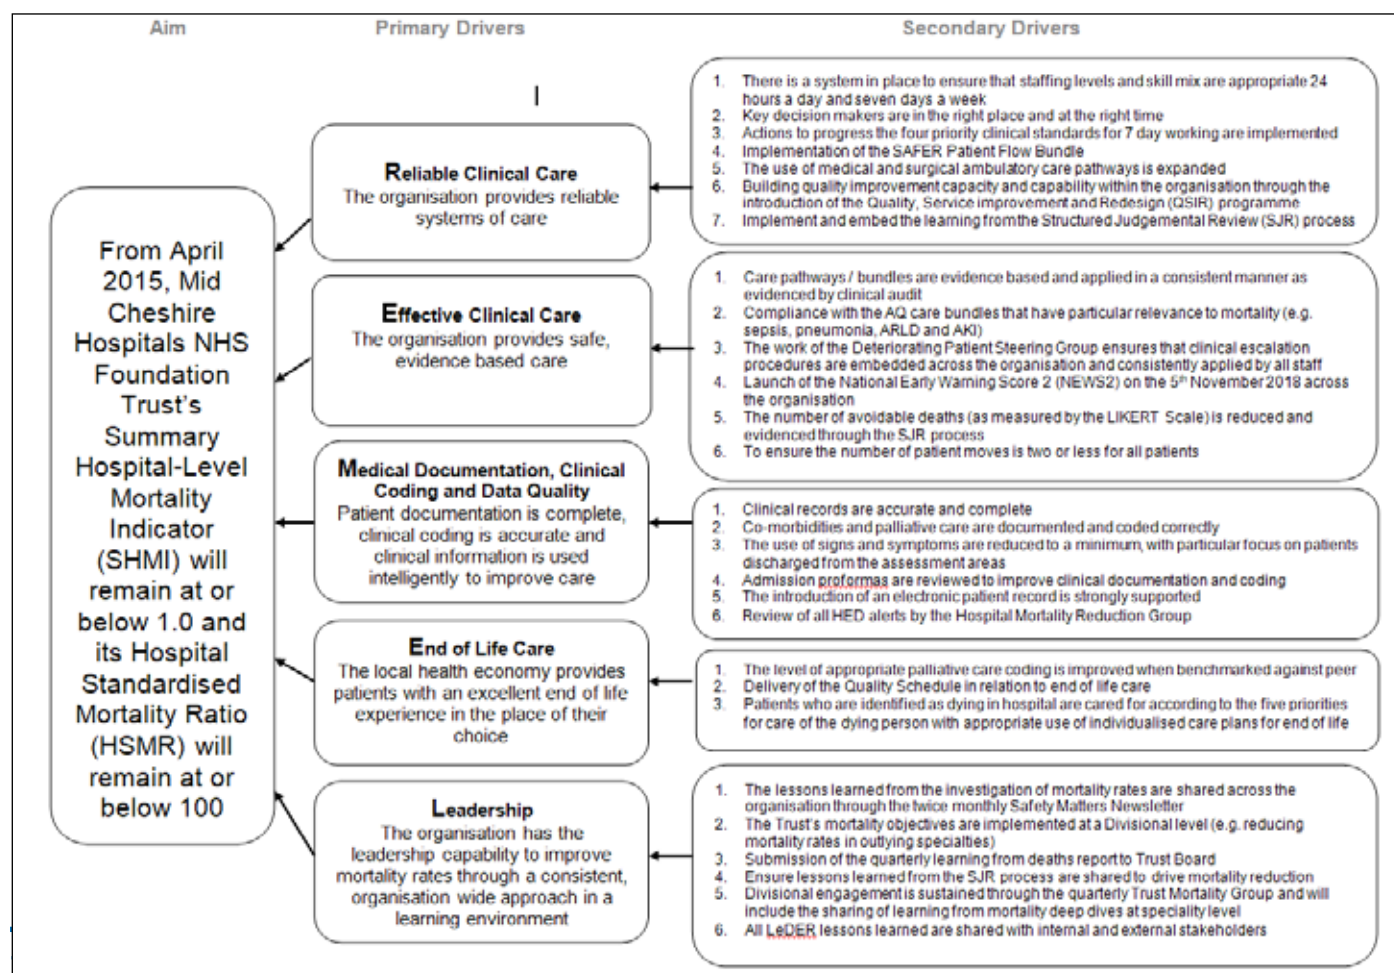 Aim
Primary Drivers
Secondary Drivers
From April
2015, Mid
Cheshire
Hospitals NHS
Foundation
Trust's
Summary
Hospital-Level
Mortality
Indicator
(SHMI) will
remain at or
below 1.0 and
its Hospital
Standardised
Mortality Ratio
(HSMR) will
remain at or
below 100
Reliable Clinical Care
The organisation provides reliable
systems of care
1. There is a system in place to ensure that staffing levels and skill mix are appropriate 24
hours a day and seven days a week
2. Key decision makers are in the right place and at the right time
3. Actions to progress the four priority clinical standards for 7 day working are implemented
4. Implementation of the SAFER Patient Flow Bundle
5. The use of medical and surgical ambulatory care pathways is expanded
6. Building quality improvement capacity and capability within the organisation through the
introduction of the Quality, Service improvement and Redesign (QSIR) programme
7. Implement and embed the learning from the Structured Judgemental Review (SJR) process
Effective Clinical Care
The organisation provides safe,
evidence based care
1. Care pathways / bundles are evidence based and applied in a consistent manner as
evidenced by clinical audit
2. Compliance with the AQ care bundles that have particular relevance to mortality (e.g.
sepsis, pneumonia, ARLD and AKI)
3. The work of the Deteriorating Patient Steering Group ensures that clinical escalation
procedures are embedded across the organisation and consistently applied by all staff
4. Launch of the National Early Warning Score 2 (NEWS2) on the 5th November 2018 across
the organisation
5. The number of avoidable deaths (as measured by the LIKERT Scale) is reduced and
evidenced through the SJR process
6. To ensure the number of patient moves is two or less for all patients
Medical Documentation, Clinical
Coding and Data Quality
Patient documentation is complete,
clinical coding is accurate and
clinical information is used
intelligently to improve care
1. Clinical records are accurate and complete
2. Co-morbidities and palliative care are documented and coded correctly
3. The use of signs and symptoms are reduced to a minimum, with particular focus on patients
discharged from the assessment areas
4. Admission proformas are reviewed to improve clinical documentation and coding
5. The introduction of an electronic patient record is strongly supported
6. Review of all HED alerts by the Hospital Mortality Reduction Group
End of Life Care
The local health economy provides
patients with an excellent end of life
experience in the place of their
choice
1. The level of appropriate palliative care coding is improved when benchmarked against peer
2. Delivery of the Quality Schedule in relation to end of life care
3. Patients who are identified as dying in hospital are cared for according to the five priorities
for care of the dying person with appropriate use of individualised care plans for end of life
Leadership
The organisation has the
leadership capability to improve
mortality rates through a consistent,
organisation wide approach in a
learning environment
1. The lessons learned from the investigation of mortality rates are shared across the
organisation through the twice monthly Safety Matters Newsletter
2. The Trust's mortality objectives are implemented at a Divisional level (e.g. reducing
mortality rates in outlying specialties)
3. Submission of the quarterly learning from deaths report to Trust Board
4. Ensure lessons learned from the SJR process are shared to drive mortality reduction
5. Divisional engagement is sustained through the quarterly Trust Mortality Group and will
include the sharing of learning from mortality deep dives at speciality level
6. All LeDER lessons learned are shared with internal and external stakeholders